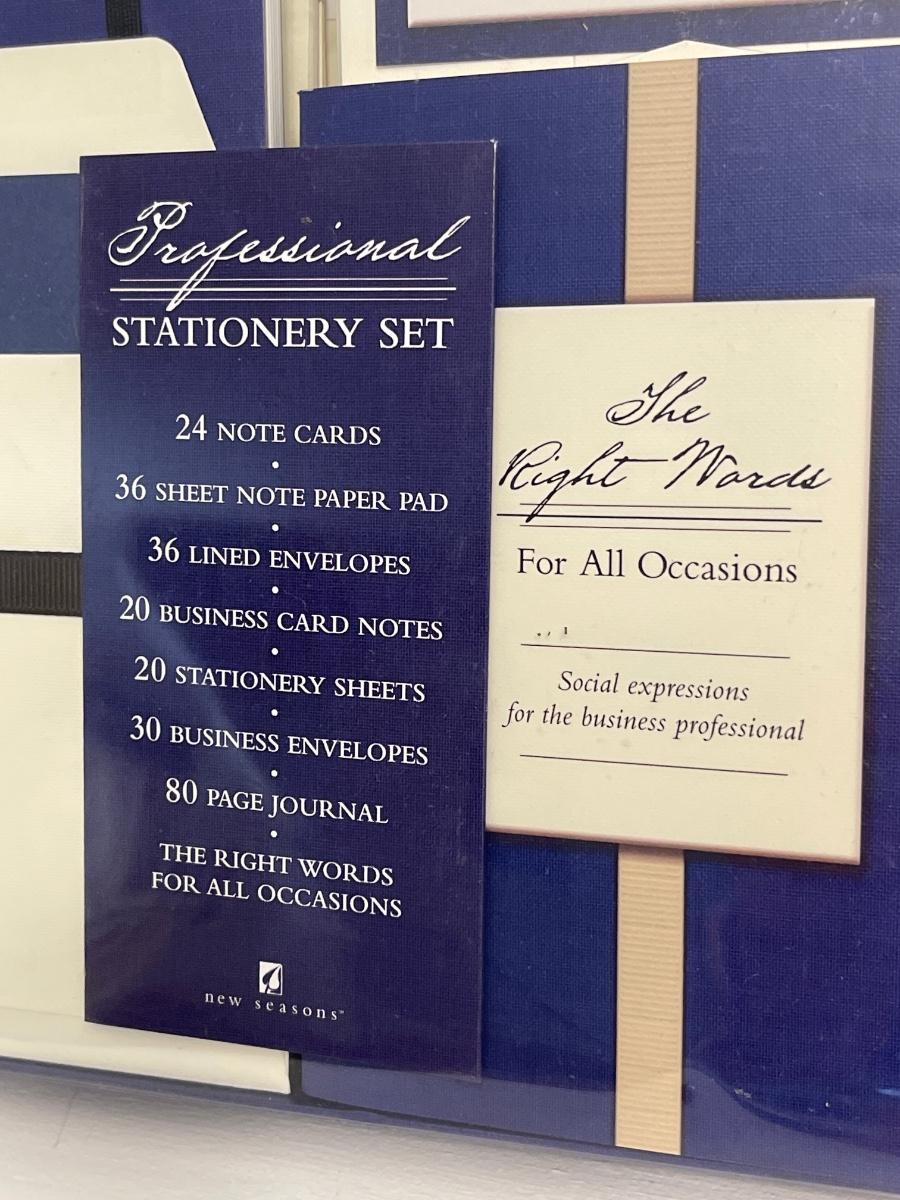 Professional
STATIONERY SET
24 NOTE CARDS
•
36 SHEET NOTE PAPER PAD
•
36 LINED ENVELOPES
•
20 BUSINESS CARD NOTES
•
20 STATIONERY SHEETS
•
30 BUSINESS ENVELOPES
•
80 PAGE JOURNAL
•
THE RIGHT WORDS
FOR ALL OCCASIONS
new seasons™
The
Right Words
For All Occasions
Social expressions
for the business professional